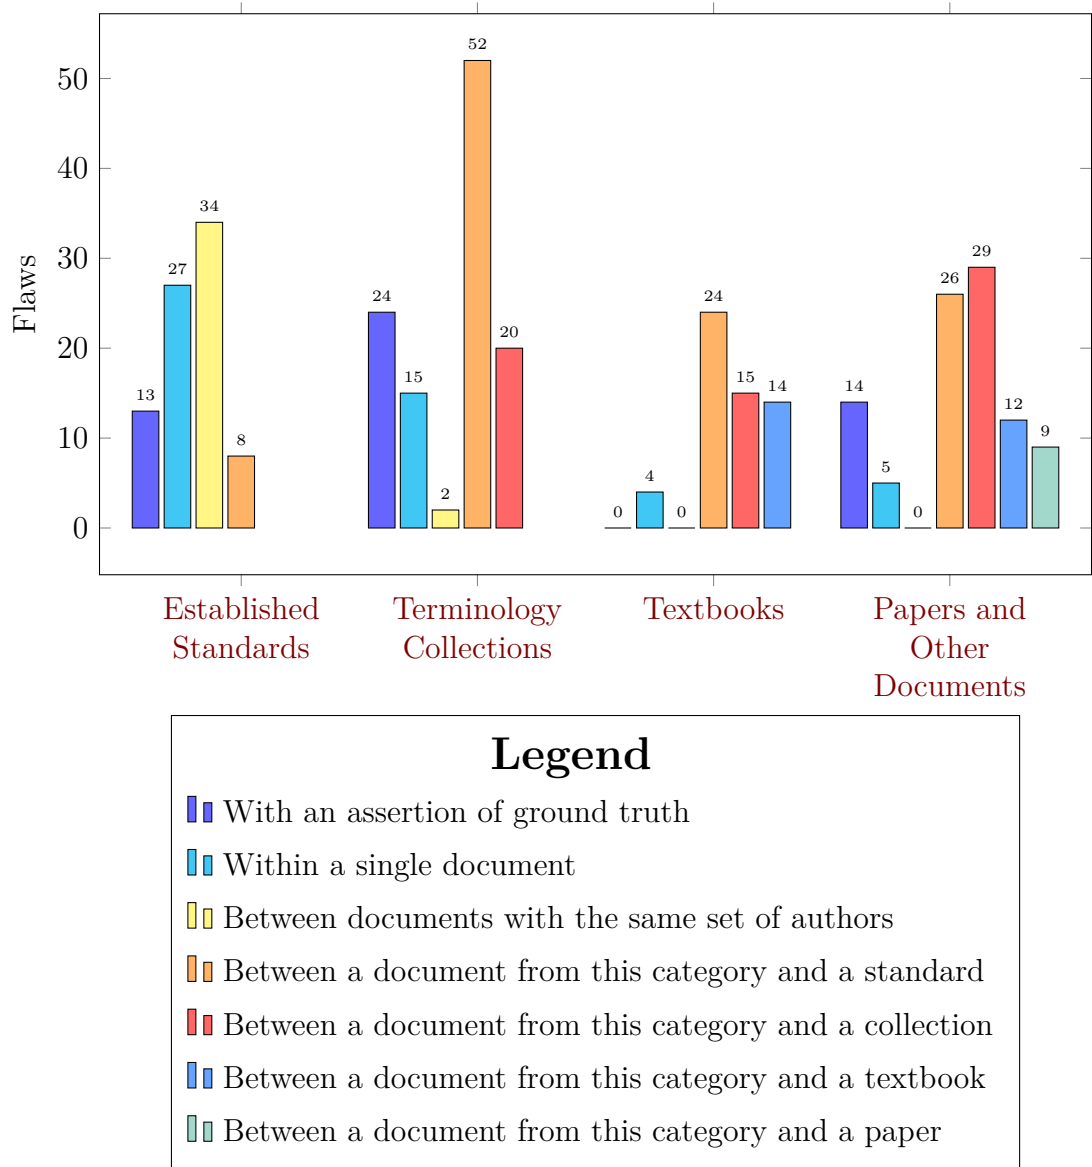 52
50
40
34
30
29
27
26
24
24
Flaws
20
20
15
15
14
14
13
12
10
9
8
5
4
2
0
0
0
0
Established
Standards
Terminology
Collections
Textbooks
Papers and
Other
Documents
Legend
With an assertion of ground truth
Within a single document
Between documents with the same set of authors
Between a document from this category and a standard
Between a document from this category and a collection
Between a document from this category and a textbook
Between a document from this category and a paper